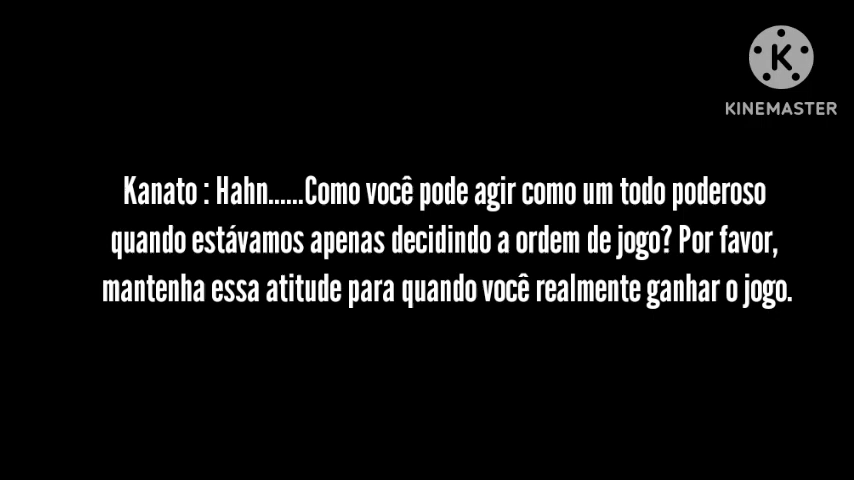 KINEMASTER
Kanato : Hahn......Como você pode agir como um todo poderoso
quando estávamos apenas decidindo a ordem de jogo? Por favor,
mantenha essa atitude para quando você realmente ganhar o jogo.